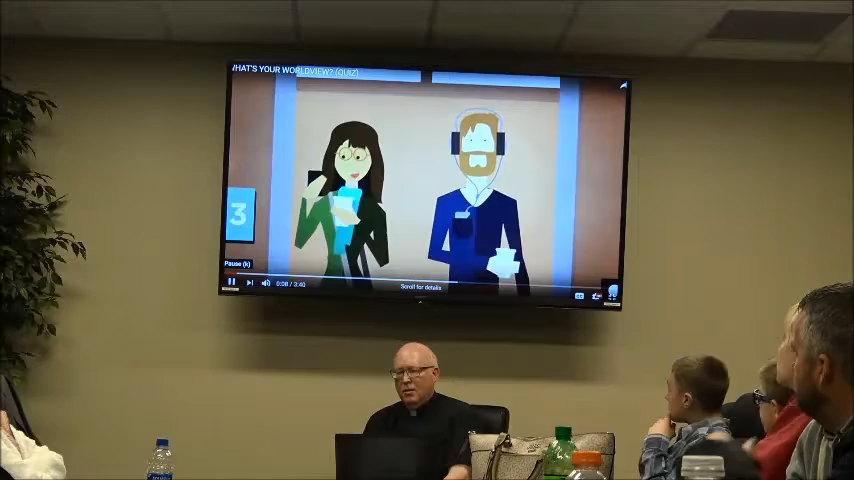 /HAT'S YOUR WORLDVIEW? (QUIZ)
3
Pause (k)
0:08 / 3:40
Scroll for details